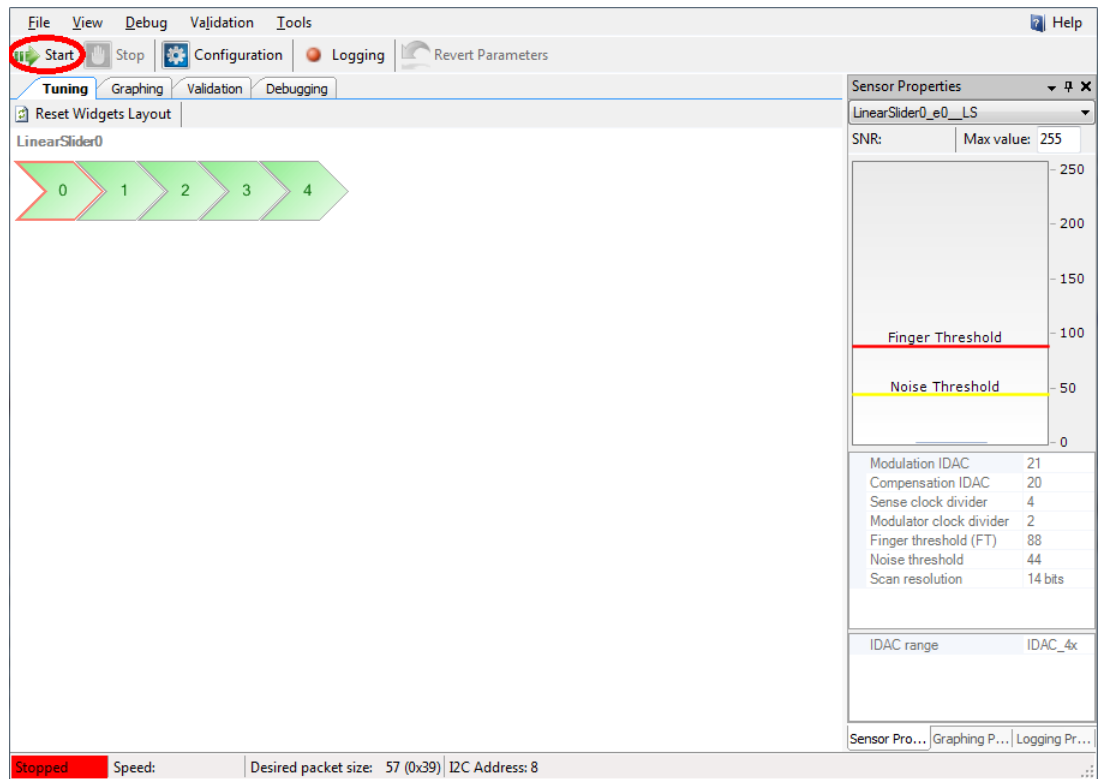 File View Debug Validation Tools Help
Start Stop Configuration Logging Revert Parameters
Tuning Graphing Validation Debugging
Reset Widgets Layout
LinearSlider0
0 1 2 3 4
Sensor Properties
LinearSlider0_e0__LS
SNR: Max value: 255
250
200
150
100
Finger Threshold
Noise Threshold
50
0
Modulation IDAC 21
Compensation IDAC 20
Sense clock divider 4
Modulator clock divider 2
Finger threshold (FT) 88
Noise threshold 44
Scan resolution 14 bits
IDAC range IDAC_4x
Sensor Pro... Graphing P... Logging Pr...
Stopped Speed: Desired packet size: 57 (0x39) I2C Address: 8